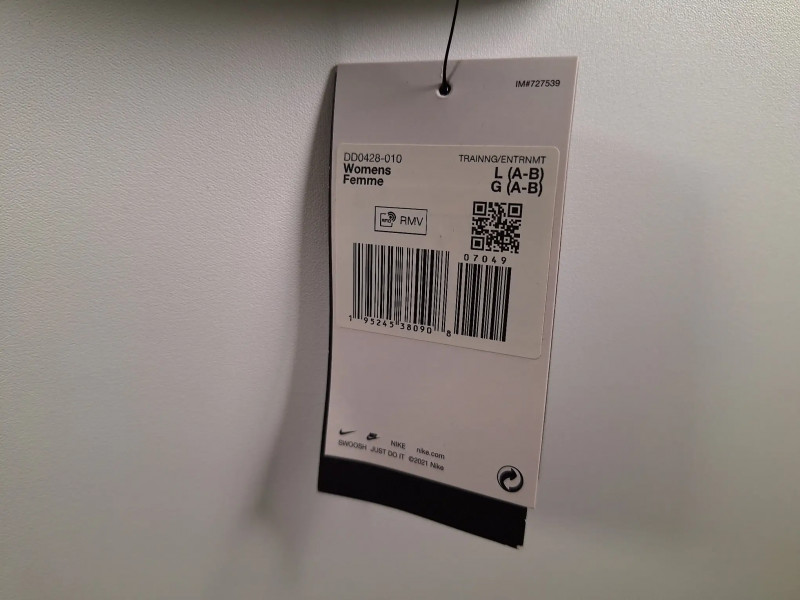 IM#727539
DD0428-010 TRAINNG/ENTRNMT
Womens L (A-B)
Femme G (A-B)
RFID RMV
07049
1 95245 38090 8
NIKE nike.com
SWOOSH JUST DO IT ©2021 Nike